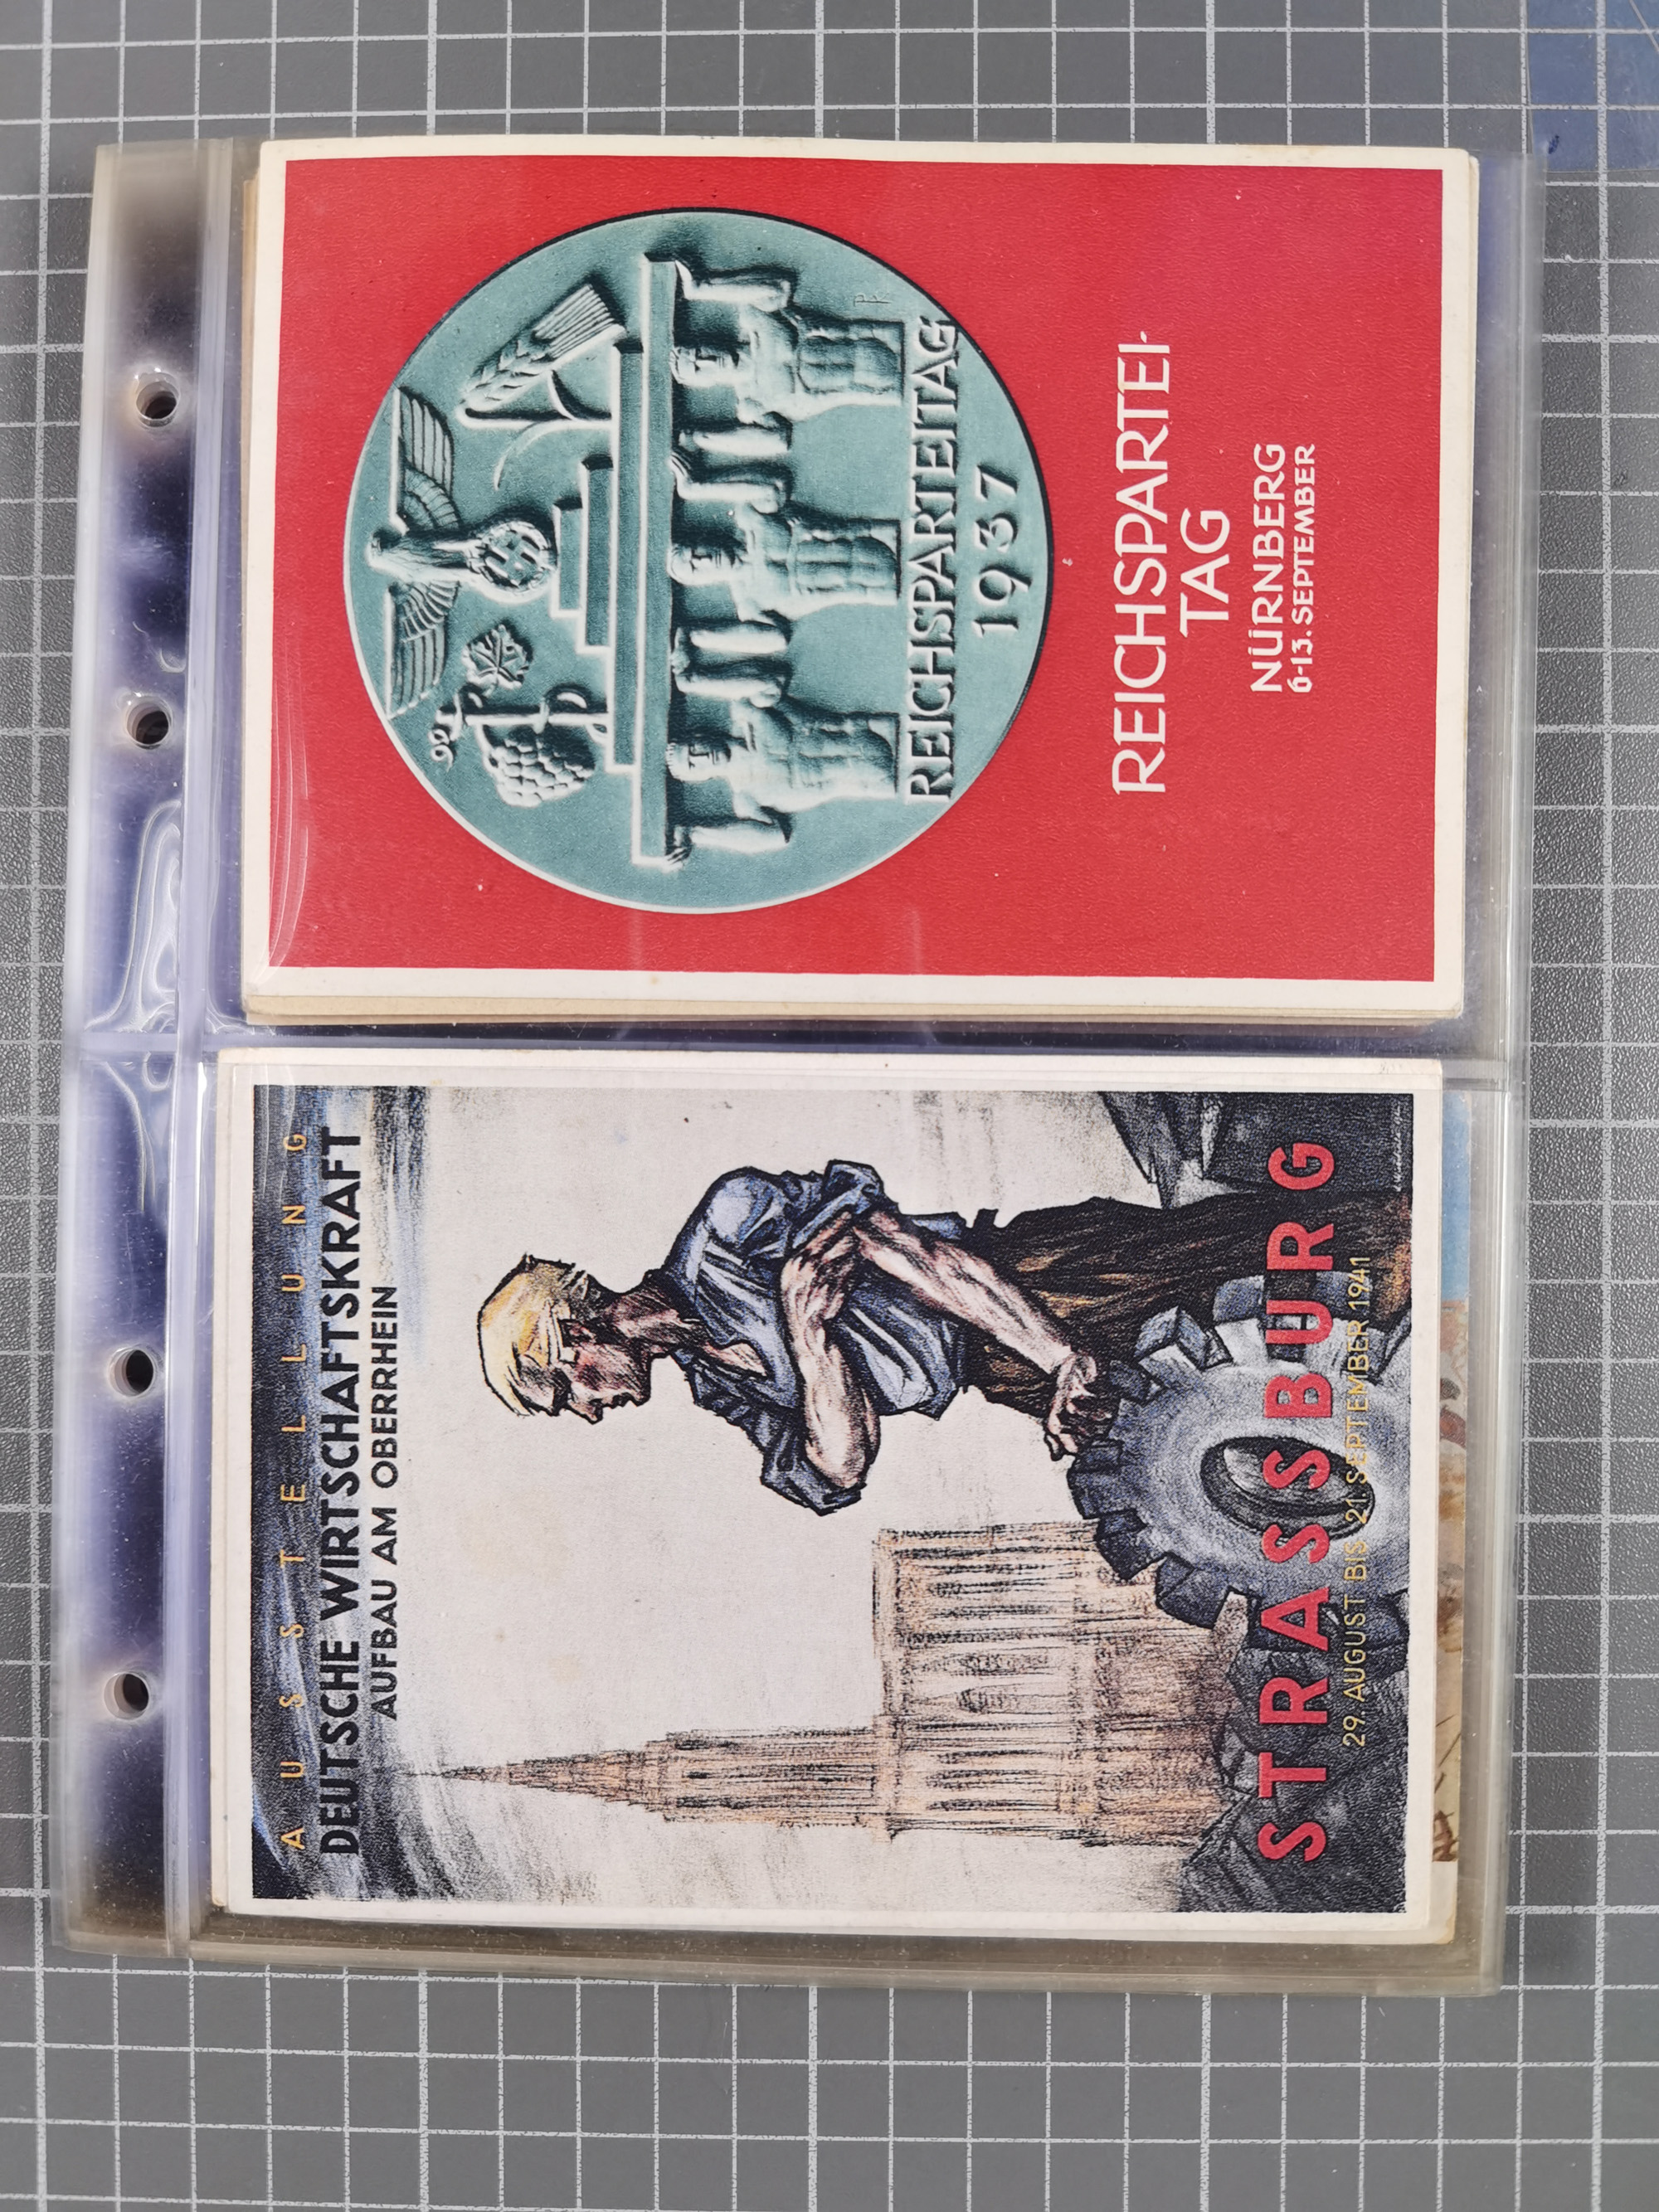 REICHSPARTEITAG
1937
REICHSPARTEI-
TAG
NÜRNBERG
6-13. SEPTEMBER
AUSSTELLUNG
DEUTSCHE WIRTSCHAFTSKRAFT
AUFBAU AM OBERRHEIN
STRASSBURG
29. AUGUST BIS 21. SEPTEMBER 1941